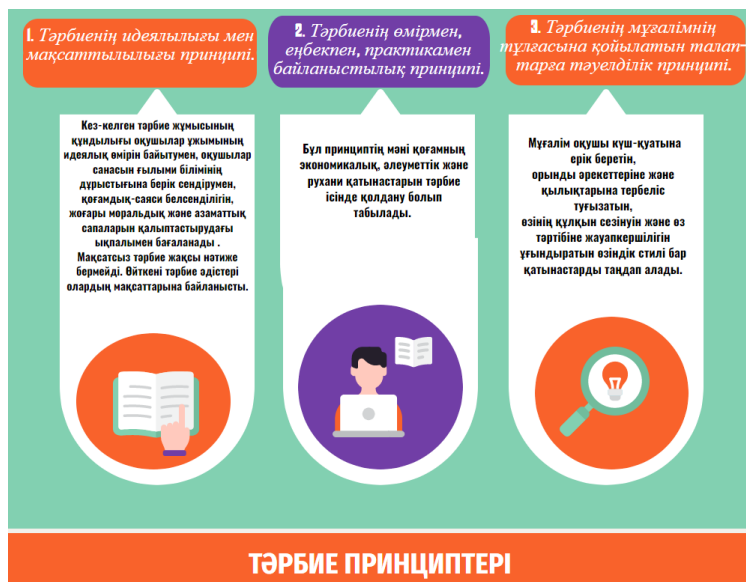 1. Тәрбиенің идеялылығы мен
мақсаттылылығы принципі.
Кез-келген тәрбие жұмысының
құндылығы оқушылар ұжымының
идеялық өмірін байытумен, оқушылар
санасын ғылыми білімінің
дұрыстығына берік сендірумен,
қоғамдық-саяси белсенділігін,
жоғары моральдық және азаматтық
сапаларын қалыптастырудағы
ықпалымен бағаланады .
Мақсатсыз тәрбие жақсы нәтиже
бермейді. Өйткені тәрбие әдістері
олардың мақсаттарына байланысты.
2. Тәрбиенің өмірмен,
еңбекпен, практикамен
байланыстылық принципі.
Бұл принциптің мәні қоғамның
экономикалық, әлеуметтік және
рухани қатынастарын тәрбие
ісінде қолдану болып
табылады.
3. Тәрбиенің мұғалімнің
тұлғасына қойылатын талап-
тарға тәуелділік принципі.
Мұғалім оқушы күш-қуатына
ерік беретін,
орынды әрекеттеріне және
қылықтарына тербеліс
туғызатын,
өзінің құлқын сезінуін және өз
тәртібіне жауапкершілігін
ұғындыратын өзіндік стилі бар
қатынастарды таңдап алады.
ТӘРБИЕ ПРИНЦИПТЕРІ